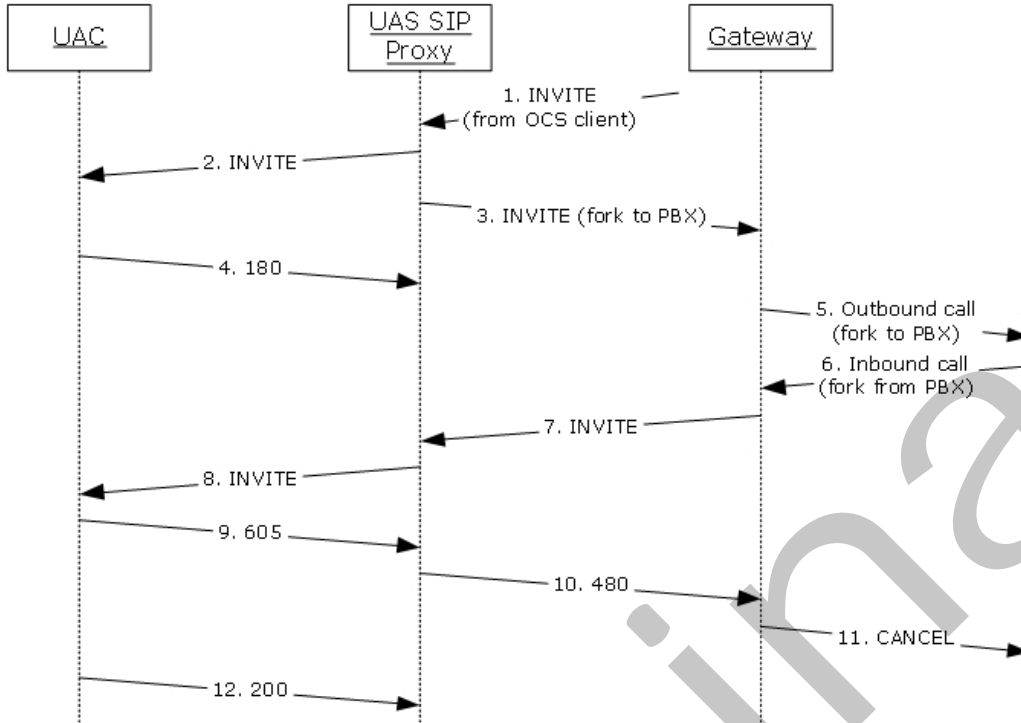 UAC
UAS SIP
Proxy
Gateway
1. INVITE
(from OCS client)
2. INVITE
3. INVITE (fork to PBX)
4. 180
5. Outbound call
(fork to PBX)
6. Inbound call
(fork from PBX)
7. INVITE
8. INVITE
9. 605
10. 480
11. CANCEL
12. 200
ina